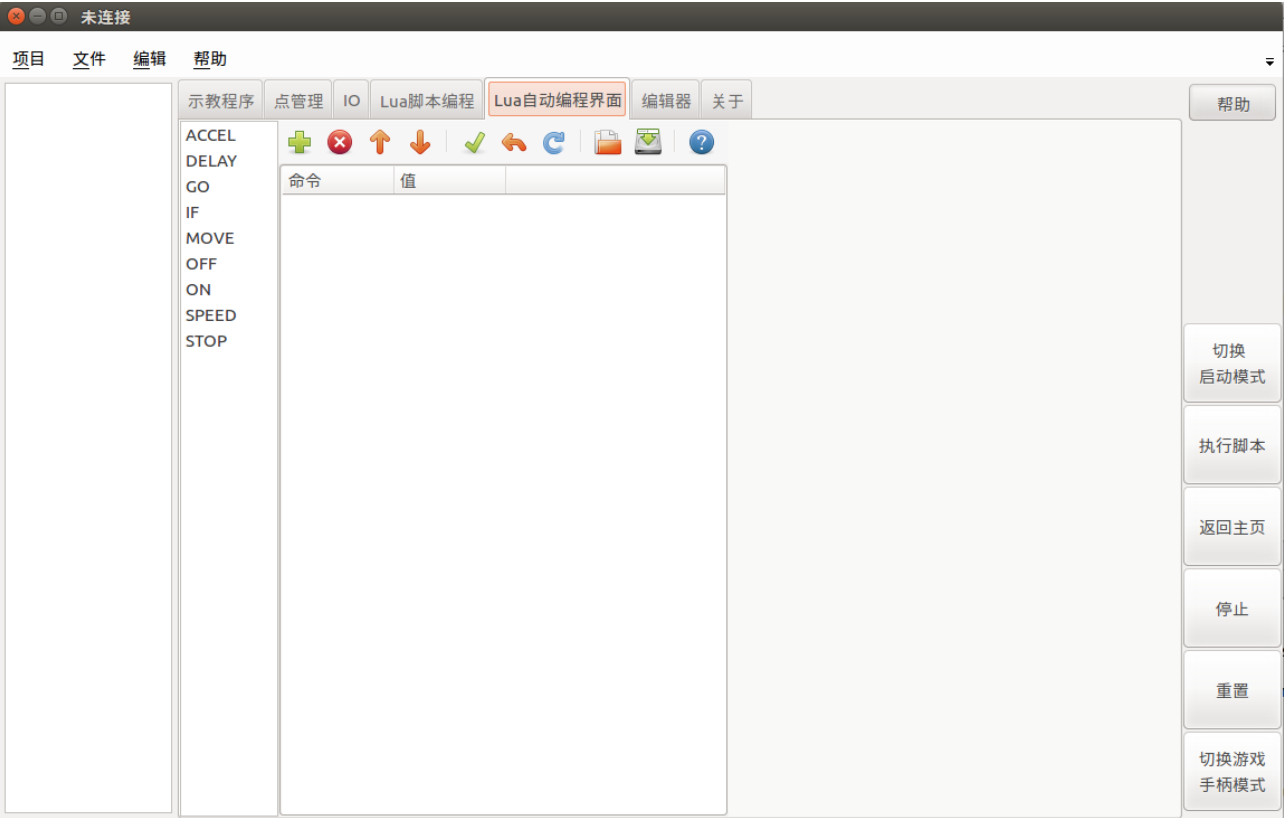 未连接
项目 文件 编辑 帮助
示教程序 点管理 IO Lua脚本编程 Lua自动编程界面 编辑器 关于
帮助
ACCEL
DELAY
GO
IF
MOVE
OFF
ON
SPEED
STOP
命令 值
切换
启动模式
执行脚本
返回主页
停止
重置
切换游戏
手柄模式